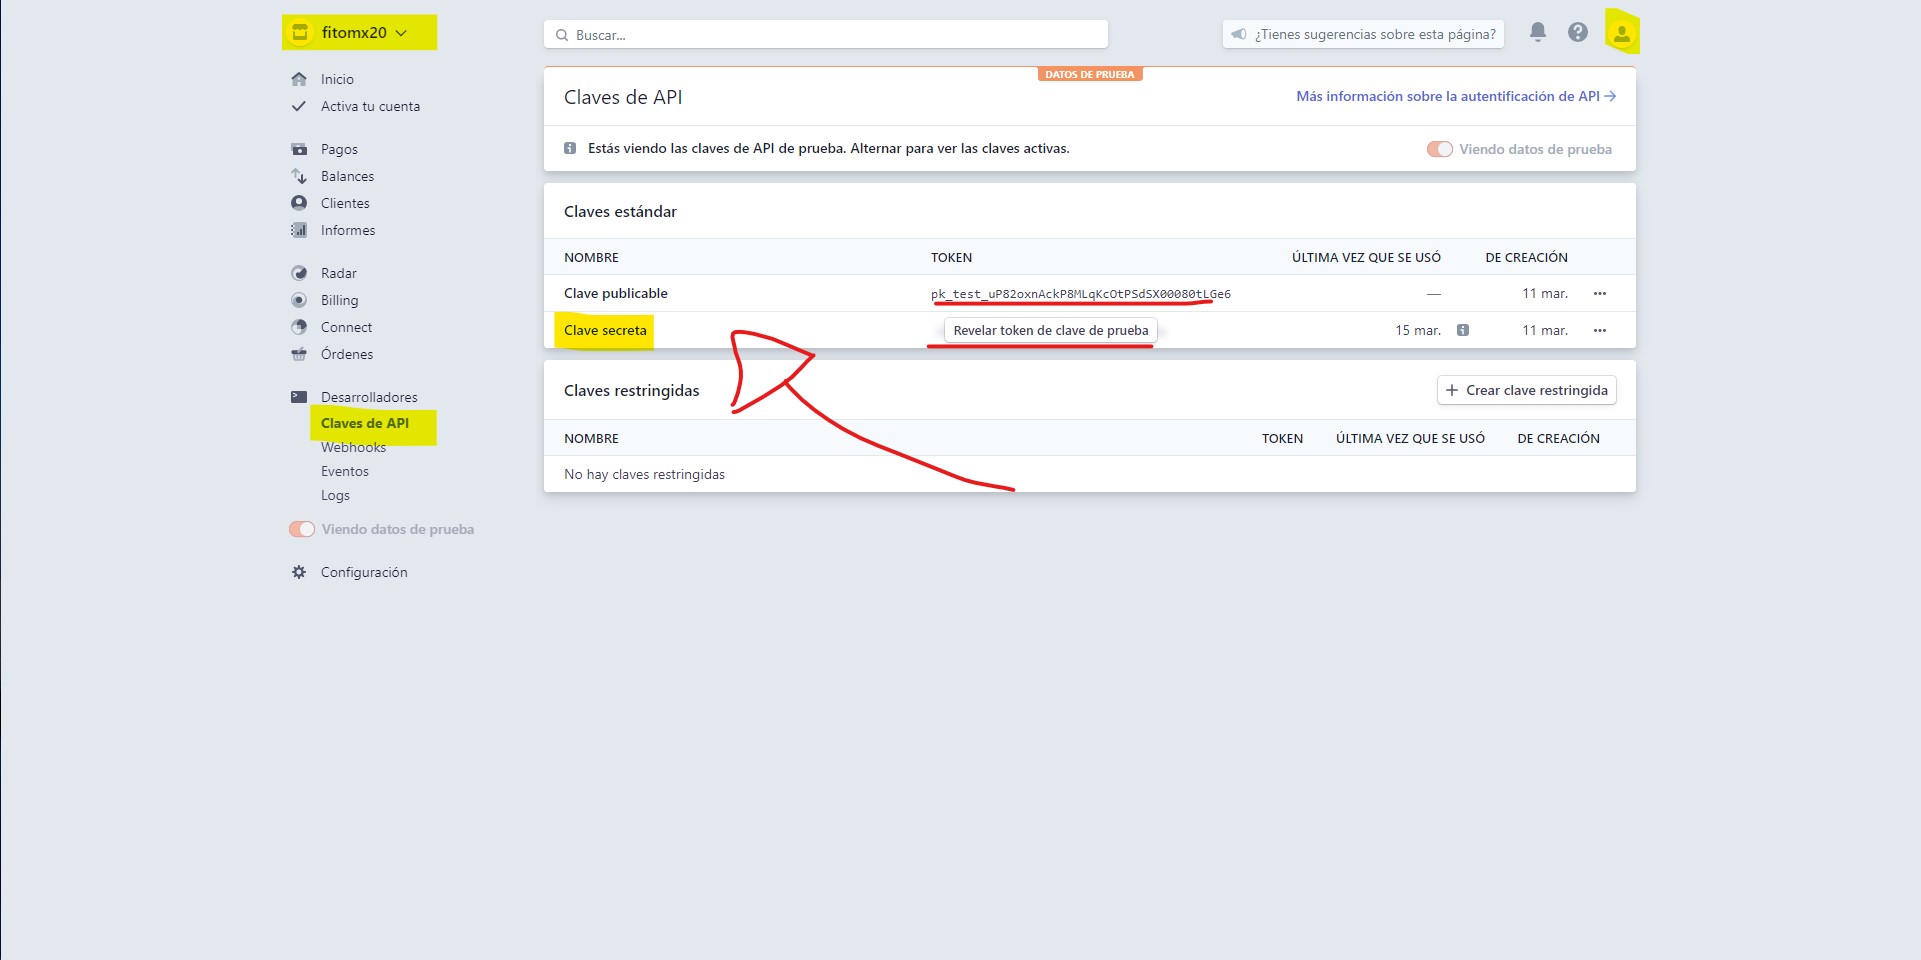 fitomx20
Buscar...
¿Tienes sugerencias sobre esta página?
Inicio
Activa tu cuenta
Pagos
Balances
Clientes
Informes
Radar
Billing
Connect
Órdenes
Desarrolladores
Claves de API
Webhooks
Eventos
Logs
Viendo datos de prueba
Configuración
DATOS DE PRUEBA
Claves de API
Más información sobre la autentificación de API
Estás viendo las claves de API de prueba. Alternar para ver las claves activas.
Viendo datos de prueba
Claves estándar
NOMBRE TOKEN ÚLTIMA VEZ QUE SE USÓ DE CREACIÓN
Clave publicable pk_test_uP82oxnAckP8MLqKcOtPSdSX00080tLGe6 — 11 mar.
Clave secreta Revelar token de clave de prueba 15 mar. 11 mar.
Claves restringidas
+ Crear clave restringida
NOMBRE TOKEN ÚLTIMA VEZ QUE SE USÓ DE CREACIÓN
No hay claves restringidas